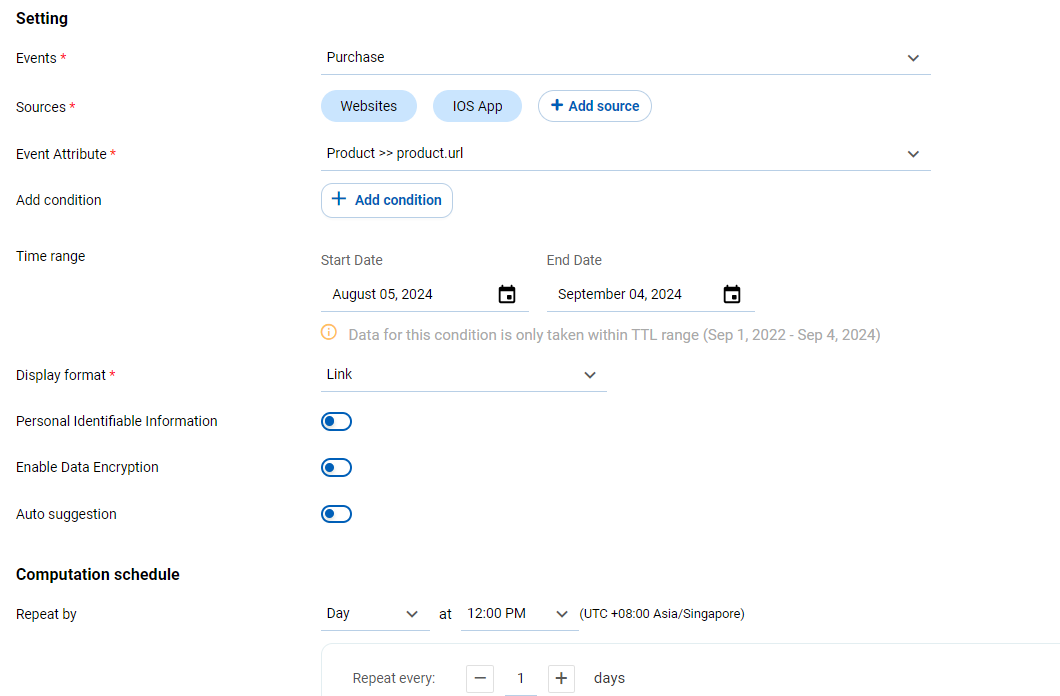 Setting
Events *
Purchase
Sources *
Websites
IOS App
+ Add source
Event Attribute *
Product >> product.url
Add condition
+ Add condition
Time range
Start Date
End Date
August 05, 2024
September 04, 2024
Data for this condition is only taken within TTL range (Sep 1, 2022 - Sep 4, 2024)
Display format *
Link
Personal Identifiable Information
Enable Data Encryption
Auto suggestion
Computation schedule
Repeat by
Day
at
12:00 PM
(UTC +08:00 Asia/Singapore)
Repeat every:
1
days